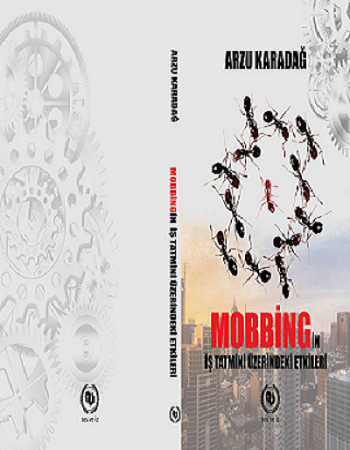 ARZU KARADAĞ
MOBBİNGİN İŞ TATMİNİ ÜZERİNDEKİ ETKİLERİ
ARZU KARADAĞ
MOBBİNGİN
İŞ TATMİNİ ÜZERİNDEKİ ETKİLERİ